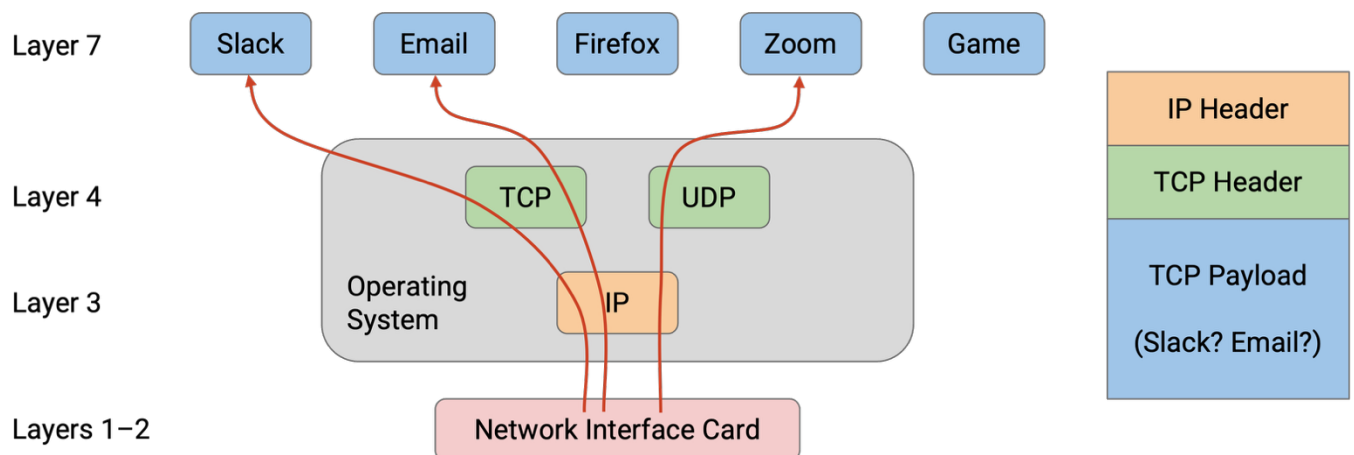 Layer 7
Slack
Email
Firefox
Zoom
Game
Layer 4
TCP
UDP
Layer 3
Operating
System
IP
Layers 1–2
Network Interface Card
IP Header
TCP Header
TCP Payload
(Slack? Email?)